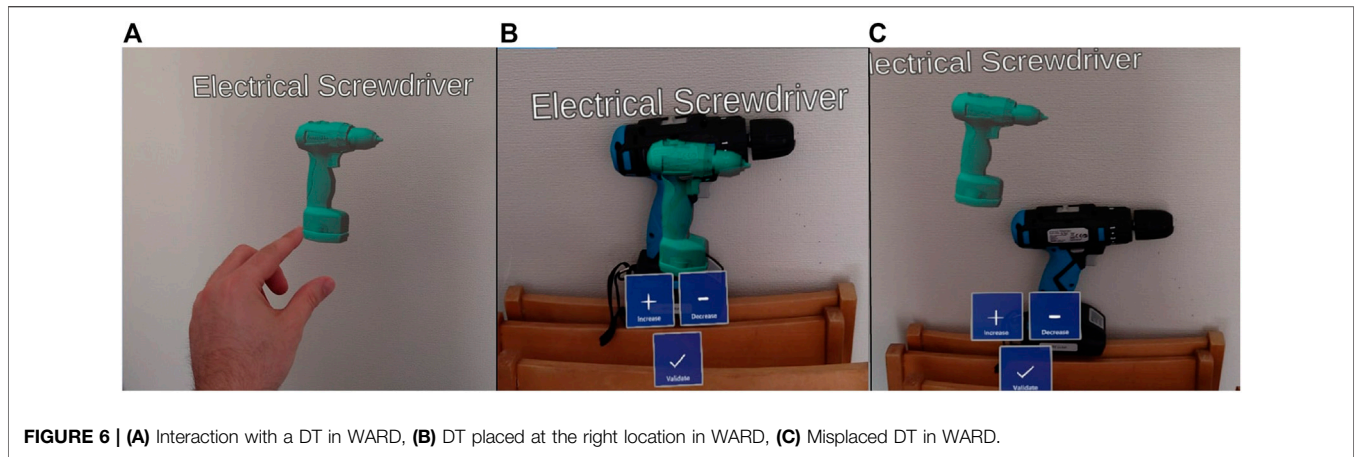 A
B
C
Electrical Screwdriver
Electrical Screwdriver
lectrical Screwdriver
+
Increase
-
Decrease
Validate
+
Increase
-
Decrease
Validate
FIGURE 6 | (A) Interaction with a DT in WARD, (B) DT placed at the right location in WARD, (C) Misplaced DT in WARD.